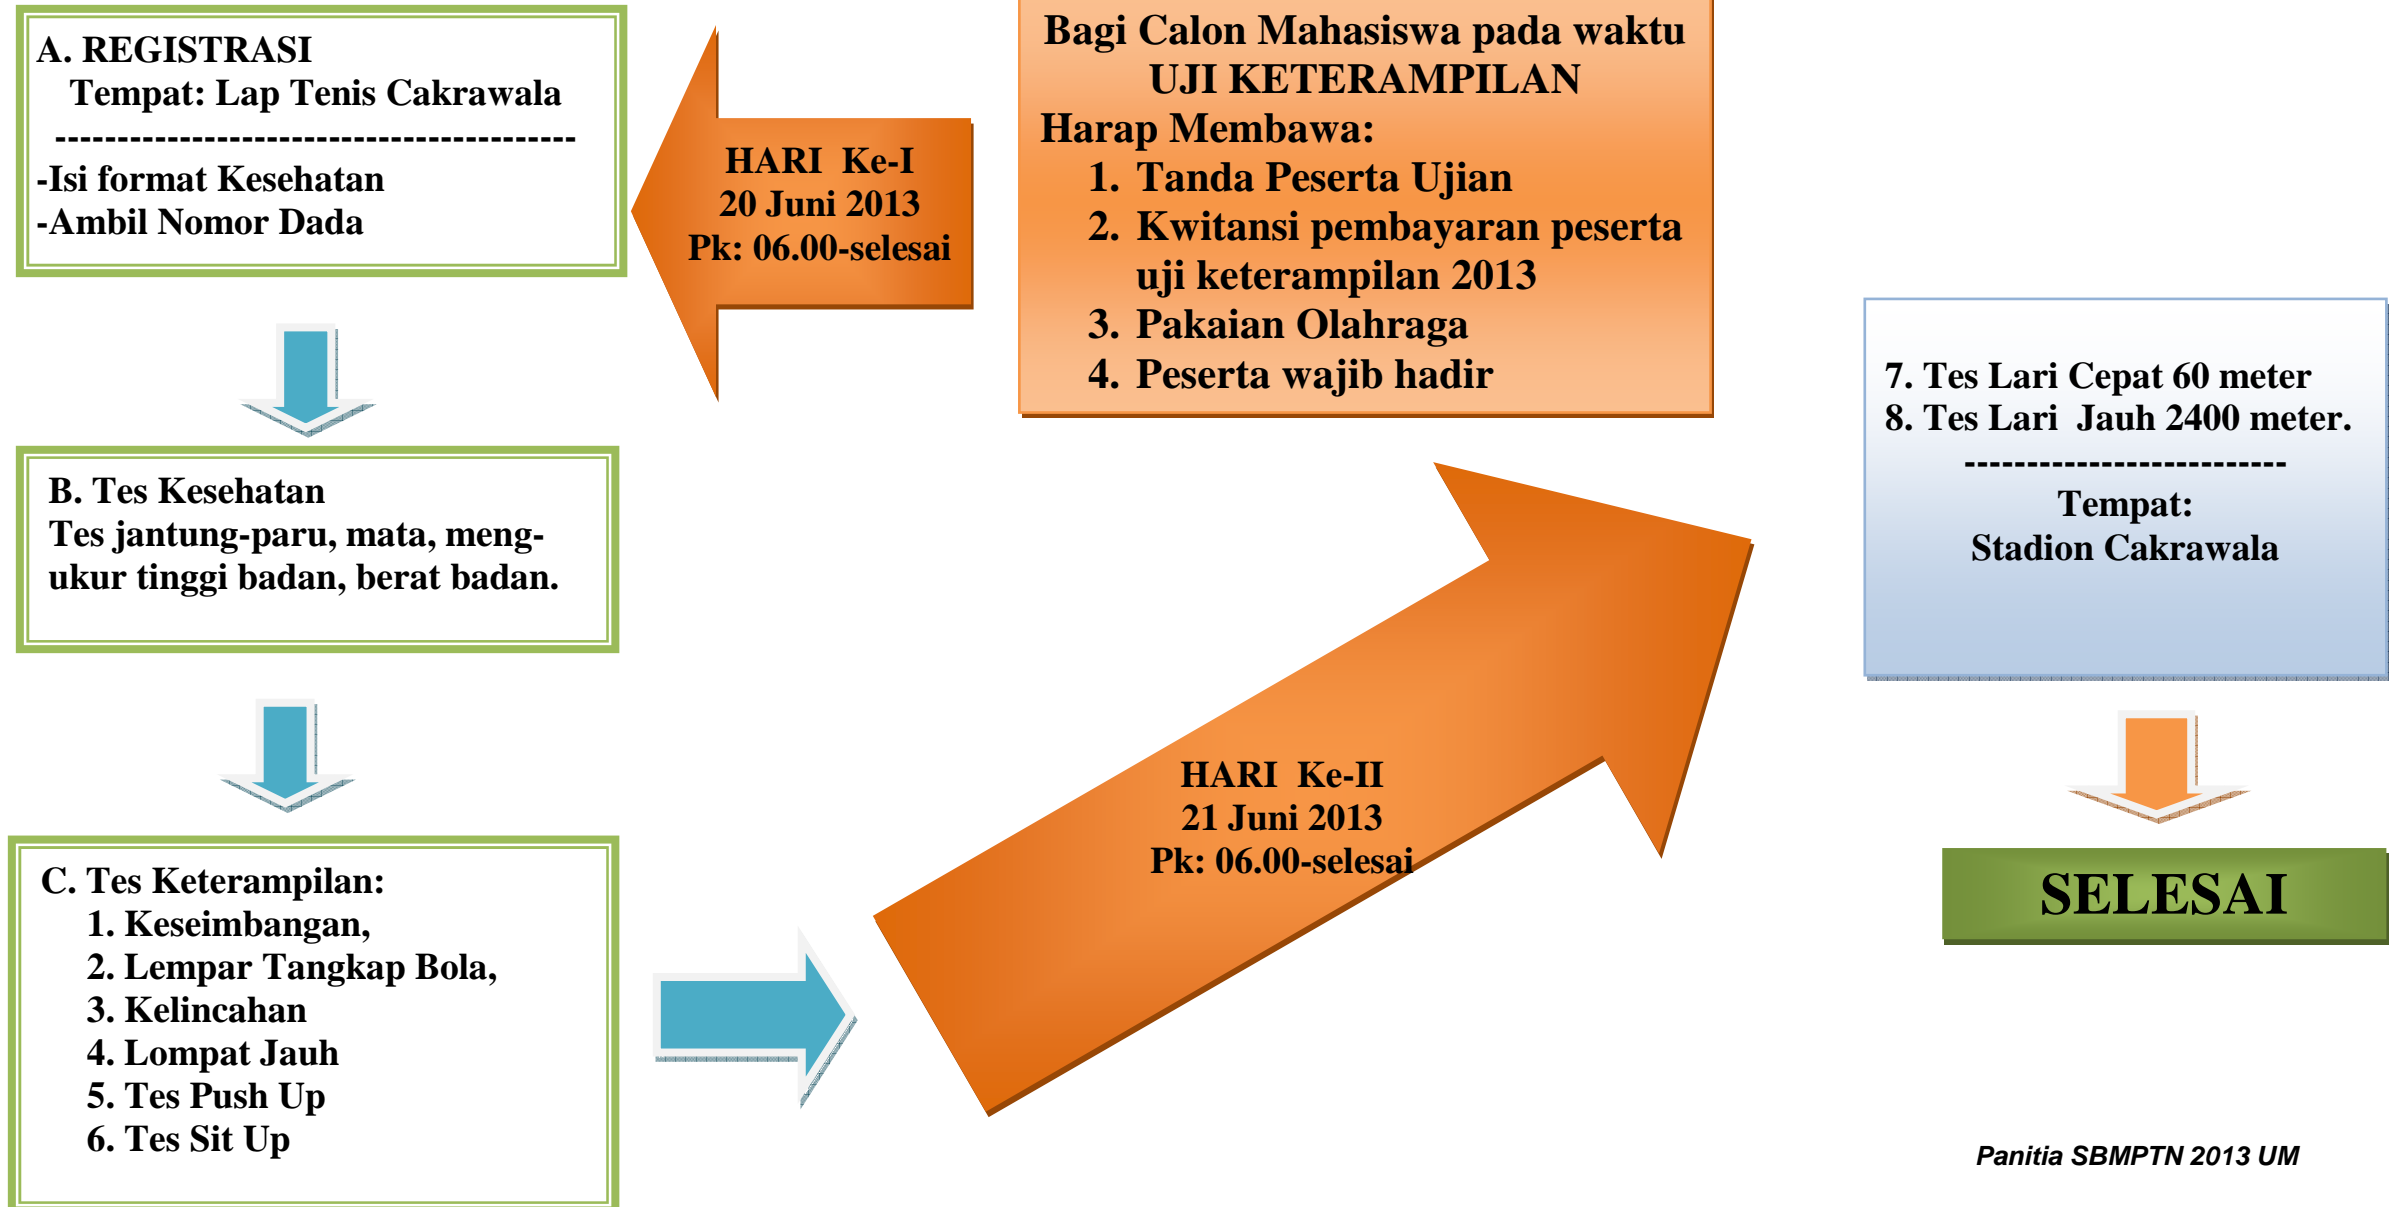 Bagi Calon Mahasiswa pada waktu
UJI KETERAMPILAN
Harap Membawa:
1. Tanda Peserta Ujian
2. Kwitansi pembayaran peserta
uji keterampilan 2013
3. Pakaian Olahraga
4. Peserta wajib hadir
HARI Ke-I
20 Juni 2013
Pk: 06.00-selesai
A. REGISTRASI
Tempat: Lap Tenis Cakrawala
------------------------------------------
-Isi format Kesehatan
-Ambil Nomor Dada
B. Tes Kesehatan
Tes jantung-paru, mata, meng-
ukur tinggi badan, berat badan.
C. Tes Keterampilan:
1. Keseimbangan,
2. Lempar Tangkap Bola,
3. Kelincahan
4. Lompat Jauh
5. Tes Push Up
6. Tes Sit Up
HARI Ke-II
21 Juni 2013
Pk: 06.00-selesai
7. Tes Lari Cepat 60 meter
8. Tes Lari Jauh 2400 meter.
--------------------------
Tempat:
Stadion Cakrawala
SELESAI
Panitia SBMPTN 2013 UM